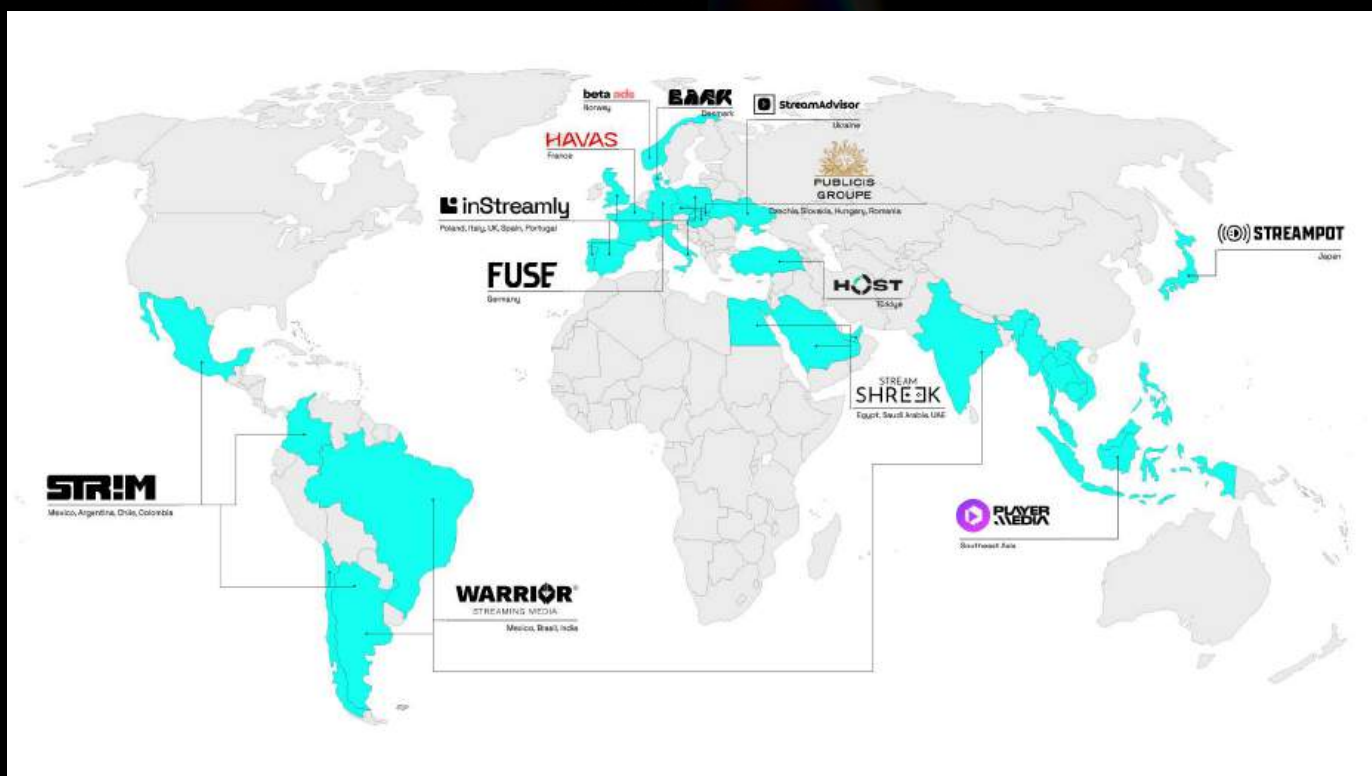 beta ads
Norway
BARK
Denmark
StreamAdvisor
Ukraine
HAVAS
France
PUBLICIS
GROUPE
Czechia, Slovakia, Hungary, Romania
inStreamly
Poland, Italy, UK, Spain, Portugal
((())) STREAMPOT
Japan
FUSE
Germany
HOST
Türkiye
STREAM
SHREEK
Egypt, Saudi Arabia, UAE
STR!M
Mexico, Argentina, Chile, Colombia
PLAYER
MEDIA
Southeast Asia
WARRIOR®
STREAMING MEDIA
Mexico, Brasil, India